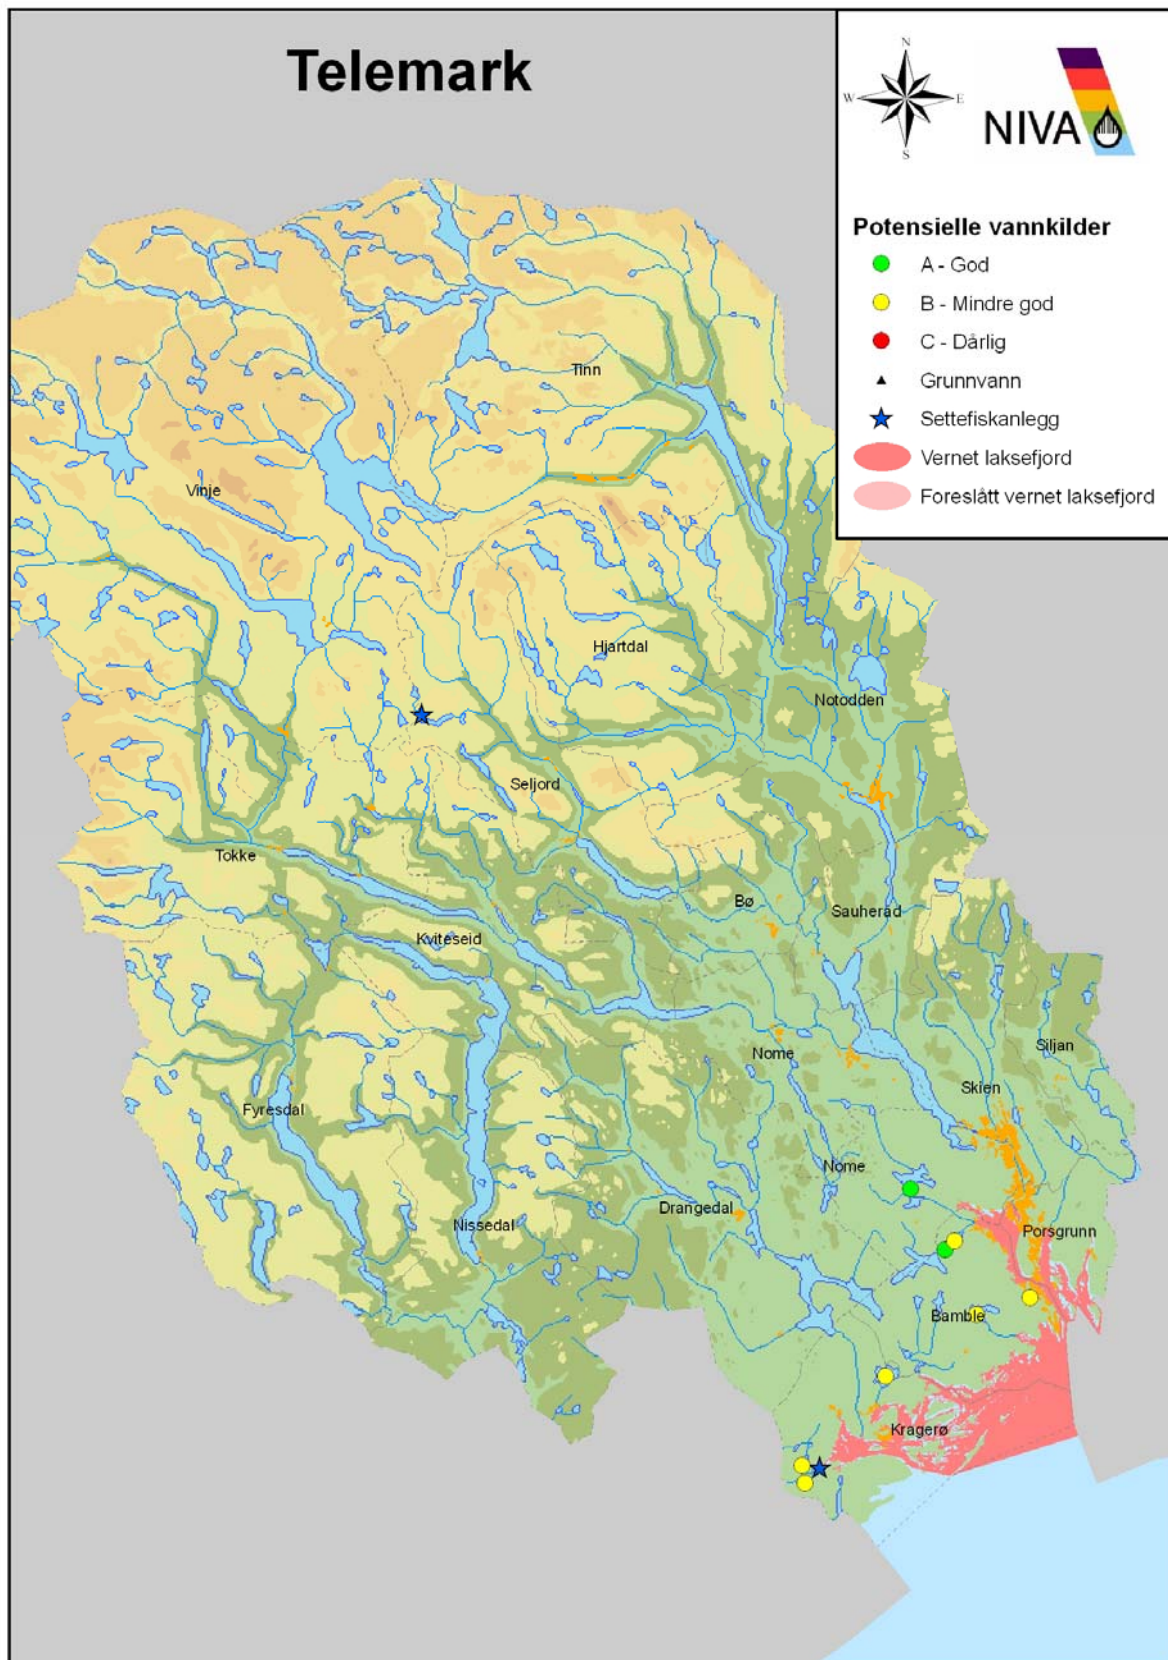 Telemark
N
W
E
S
NIVA
Potensielle vannkilder
A - God
B - Mindre god
C - Dårlig
Grunnvann
Settefiskanlegg
Vernet laksefjord
Foreslått vernet laksefjord
Tinn
Vinje
Hjartdal
Notodden
Seljord
Tokke
Bø
Sauherad
Kviteseid
Nome
Siljan
Skien
Fyresdal
Nome
Drangedal
Nissedal
Porsgrunn
Bamble
Kragerø